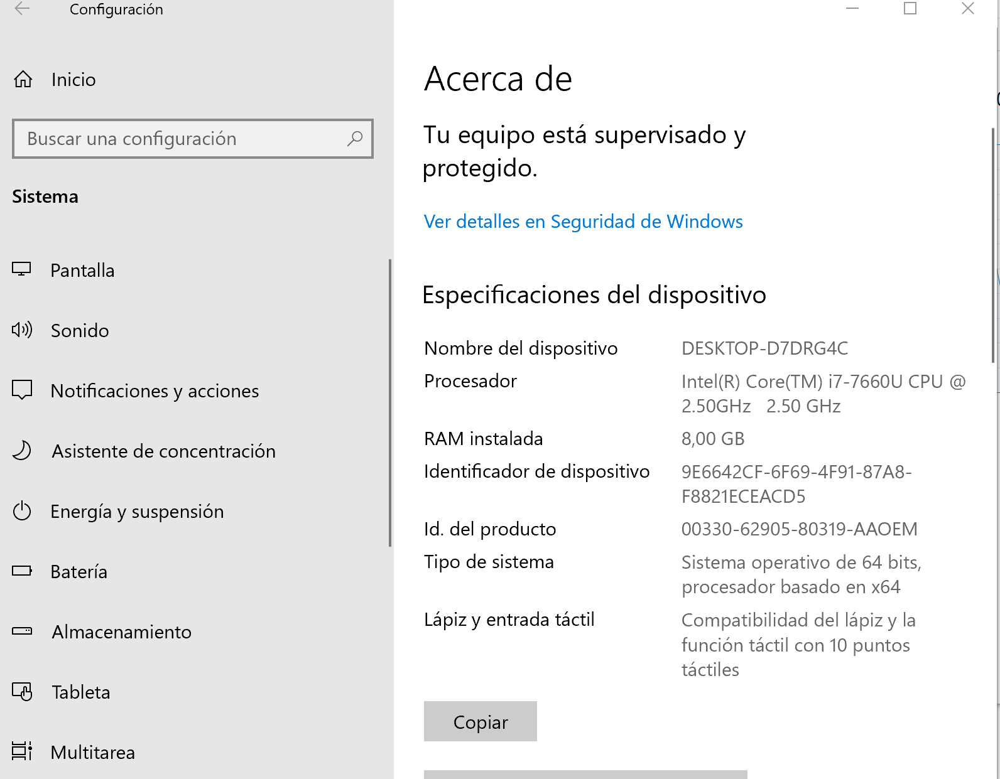 Configuración
Inicio
Buscar una configuración
Sistema
Pantalla
Sonido
Notificaciones y acciones
Asistente de concentración
Energía y suspensión
Batería
Almacenamiento
Tableta
Multitarea
Acerca de
Tu equipo está supervisado y
protegido.
Ver detalles en Seguridad de Windows
Especificaciones del dispositivo
Nombre del dispositivo DESKTOP-D7DRG4C
Procesador Intel(R) Core(TM) i7-7660U CPU @
2.50GHz 2.50 GHz
RAM instalada 8,00 GB
Identificador de dispositivo 9E6642CF-6F69-4F91-87A8-
F8821ECEACD5
Id. del producto 00330-62905-80319-AAOEM
Tipo de sistema Sistema operativo de 64 bits,
procesador basado en x64
Lápiz y entrada táctil Compatibilidad del lápiz y la
función táctil con 10 puntos
táctiles
Copiar